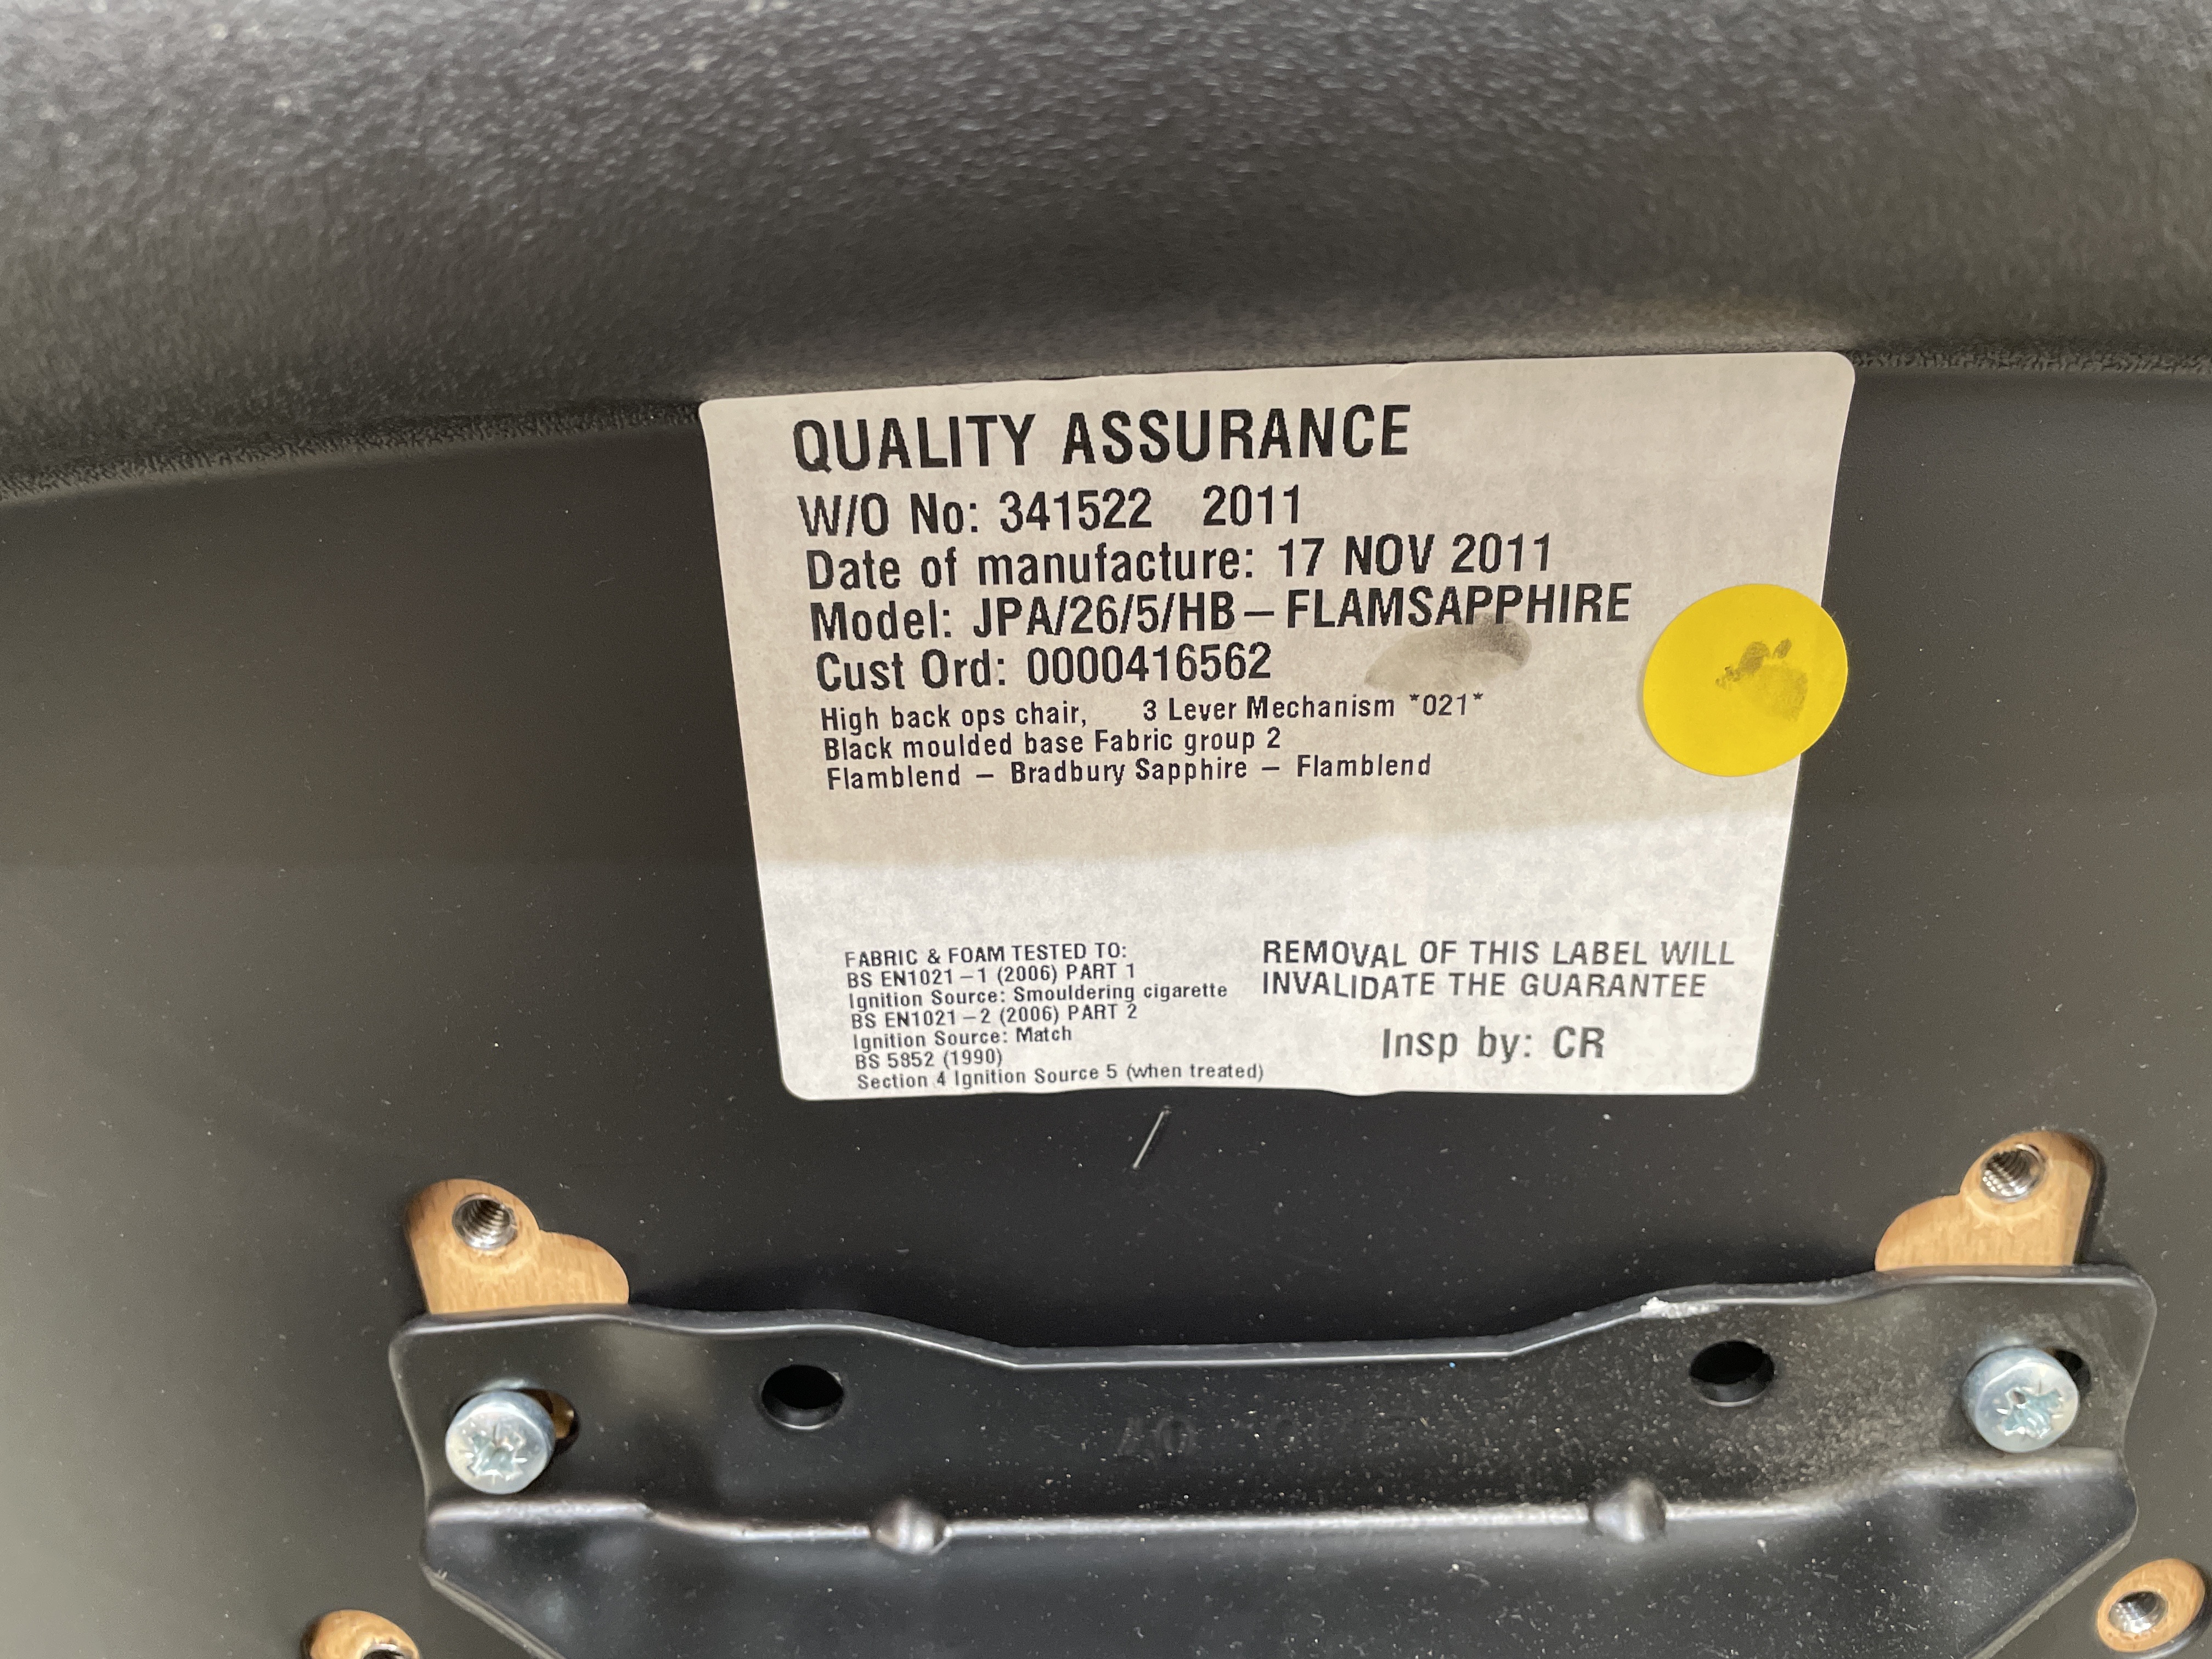 QUALITY ASSURANCE
W/O No: 341522 2011
Date of manufacture: 17 NOV 2011
Model: JPA/26/5/HB – FLAMSAPPHIRE
Cust Ord: 0000416562
High back ops chair, 3 Lever Mechanism *021*
Black moulded base Fabric group 2
Flamblend – Bradbury Sapphire – Flamblend
FABRIC & FOAM TESTED TO:
BS EN1021–1 (2006) PART 1
Ignition Source: Smouldering cigarette
BS EN1021–2 (2006) PART 2
Ignition Source: Match
BS 5852 (1990)
Section 4 Ignition Source 5 (when treated)
REMOVAL OF THIS LABEL WILL
INVALIDATE THE GUARANTEE
Insp by: CR